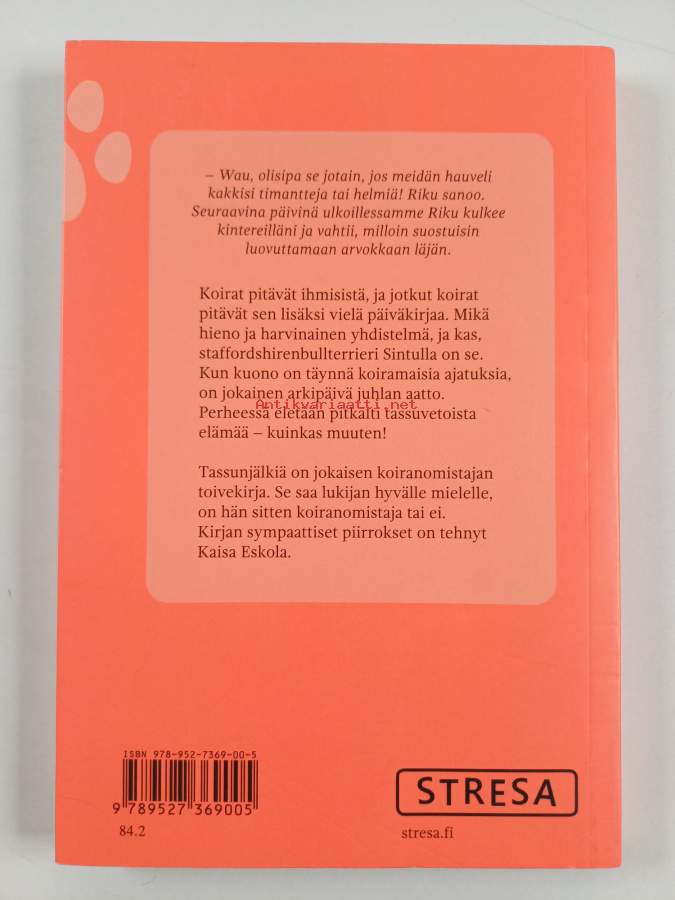 – Wau, olisipa se jotain, jos meidän hauveli
kakkisi timantteja tai helmiä! Riku sanoo.
Seuraavina päivinä ulkoillessamme Riku kulkee
kintereilläni ja vahtii, milloin suostuisin
luovuttamaan arvokkaan läjän.
Koirat pitävät ihmisistä, ja jotkut koirat
pitävät sen lisäksi vielä päiväkirjaa. Mikä
hieno ja harvinainen yhdistelmä, ja kas,
staffordshirenbullterrieri Sintulla on se.
Kun kuono on täynnä koiramaisia ajatuksia,
on jokainen arkipäivä juhlan aatto.
Antikvariaatti.net
Perheessä eletään pitkälti tassuvetoista
elämää – kuinkas muuten!
Tassunjälkiä on jokaisen koiranomistajan
toivekirja. Se saa lukijan hyvälle mielelle,
on hän sitten koiranomistaja tai ei.
Kirjan sympaattiset piirrokset on tehnyt
Kaisa Eskola.
ISBN 978-952-7369-00-5
9 789527 369005
84.2
STRESA
stresa.fi